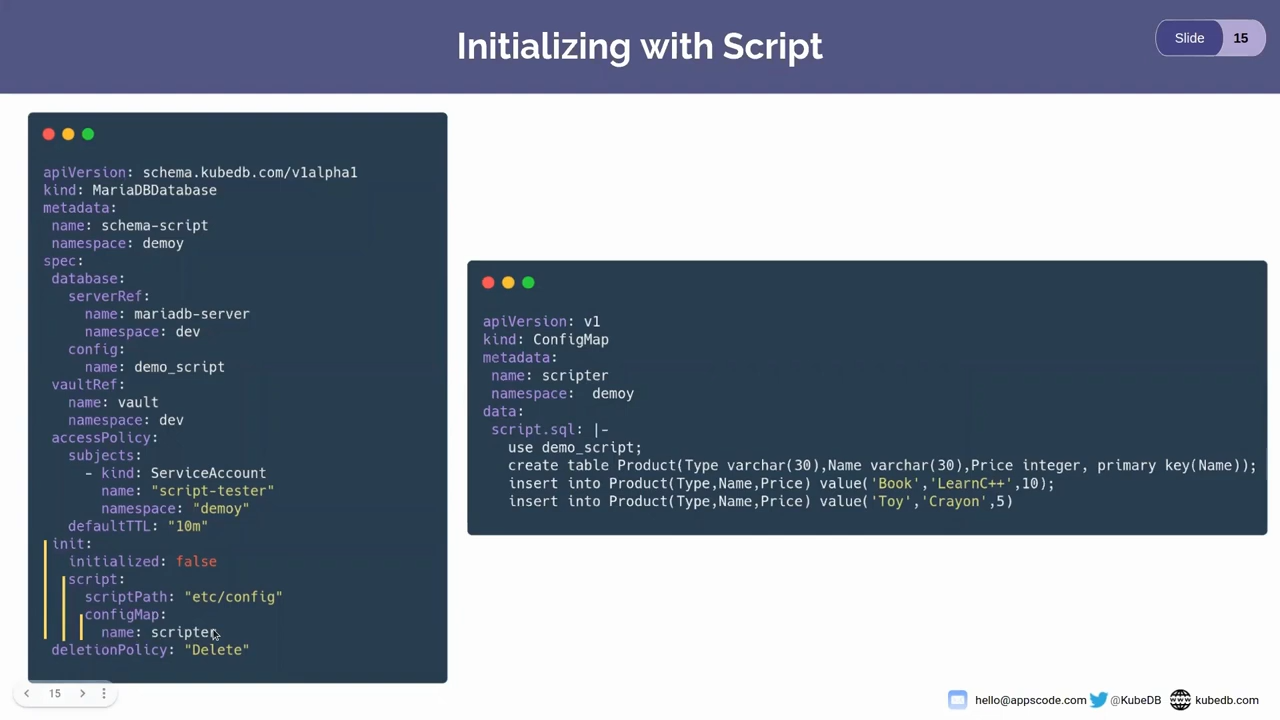 Initializing with Script
Slide 15
apiVersion: schema.kubedb.com/v1alpha1
kind: MariaDBDatabase
metadata:
 name: schema-script
 namespace: demoy
spec:
 database:
   serverRef:
     name: mariadb-server
     namespace: dev
   config:
     name: demo_script
 vaultRef:
   name: vault
   namespace: dev
 accessPolicy:
   subjects:
     - kind: ServiceAccount
       name: "script-tester"
       namespace: "demoy"
   defaultTTL: "10m"
 init:
   initialized: false
   script:
     scriptPath: "etc/config"
     configMap:
       name: scripter
 deletionPolicy: "Delete"
apiVersion: v1
kind: ConfigMap
metadata:
 name: scripter
 namespace:  demoy
data:
 script.sql: |-
   use demo_script;
   create table Product(Type varchar(30),Name varchar(30),Price integer, primary key(Name));
   insert into Product(Type,Name,Price) value('Book','LearnC++',10);
   insert into Product(Type,Name,Price) value('Toy','Crayon',5)
15
hello@appscode.com @KubeDB kubedb.com